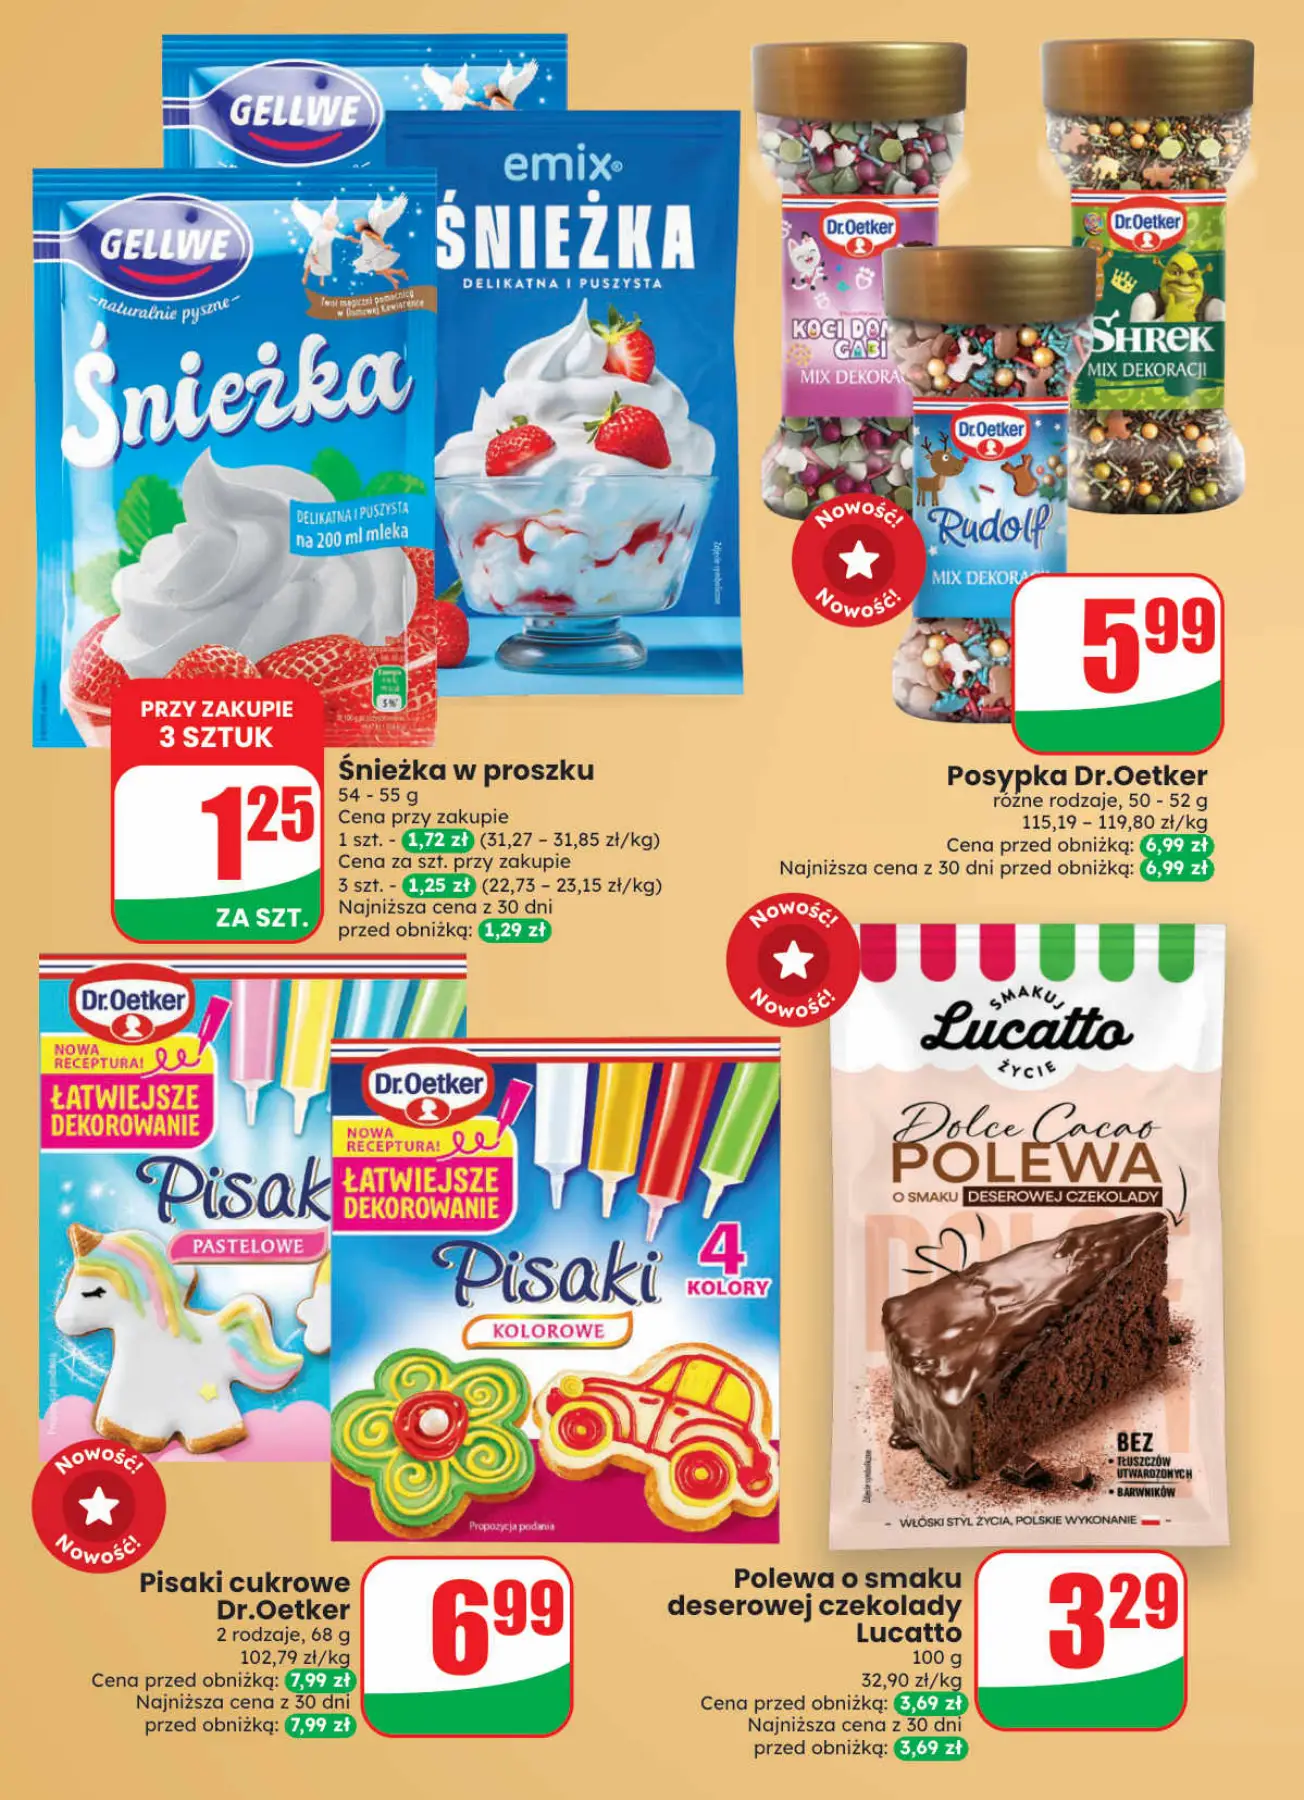 GELLWE
GELLWE
naturalnie pyszne
Twój magiczni pomocnicy
w Domowej Kawiarence
Śnieżka
DELIKATNA I PUSZYSTA
na 200 ml mleka
emix®
ŚNIEŻKA
DELIKATNA I PUSZYSTA
Zdjęcie symboliczne
PRZY ZAKUPIE
3 SZTUK
1 25
ZA SZT.
Śnieżka w proszku
54 - 55 g
Cena przy zakupie
1 szt. - 1,72 zł (31,27 – 31,85 zł/kg)
Cena za szt. przy zakupie
3 szt. - 1,25 zł (22,73 – 23,15 zł/kg)
Najniższa cena z 30 dni
przed obniżką: 1,29 zł
Dr.Oetker
KOCI DOM
GABI
MIX DEKORA
Dr.Oetker
SHREK
MIX DEKORACJI
Dr.Oetker
Rudolf
MIX DEKORACJI
Nowość!
Nowość!
5 99
Posypka Dr.Oetker
różne rodzaje, 50 - 52 g
115,19 – 119,80 zł/kg
Cena przed obniżką: 6,99 zł
Najniższa cena z 30 dni przed obniżką: 6,99 zł
Dr.Oetker
NOWA
RECEPTURA!
ŁATWIEJSZE
DEKOROWANIE
Pisak
PASTELOWE
Dr.Oetker
NOWA
RECEPTURA!
ŁATWIEJSZE
DEKOROWANIE
Pisaki
4
KOLORY
KOLOROWE
Propozycja podania
Nowość!
Nowość!
Pisaki cukrowe
Dr.Oetker
2 rodzaje, 68 g
102,79 zł/kg
Cena przed obniżką: 7,99 zł
Najniższa cena z 30 dni
przed obniżką: 7,99 zł
6 99
Nowość!
Nowość!
SMAKUJ
Lucatto
ŻYCIE
Dolce Cacao
POLEWA
O SMAKU DESEROWEJ CZEKOLADY
BEZ
• TŁUSZCZÓW
UTWARDZONYCH
• BARWNIKÓW
Zdjęcie symboliczne
- WŁOSKI STYL ŻYCIA, POLSKIE WYKONANIE -
Polewa o smaku
deserowej czekolady
Lucatto
100 g
32,90 zł/kg
Cena przed obniżką: 3,69 zł
Najniższa cena z 30 dni
przed obniżką: 3,69 zł
3 29